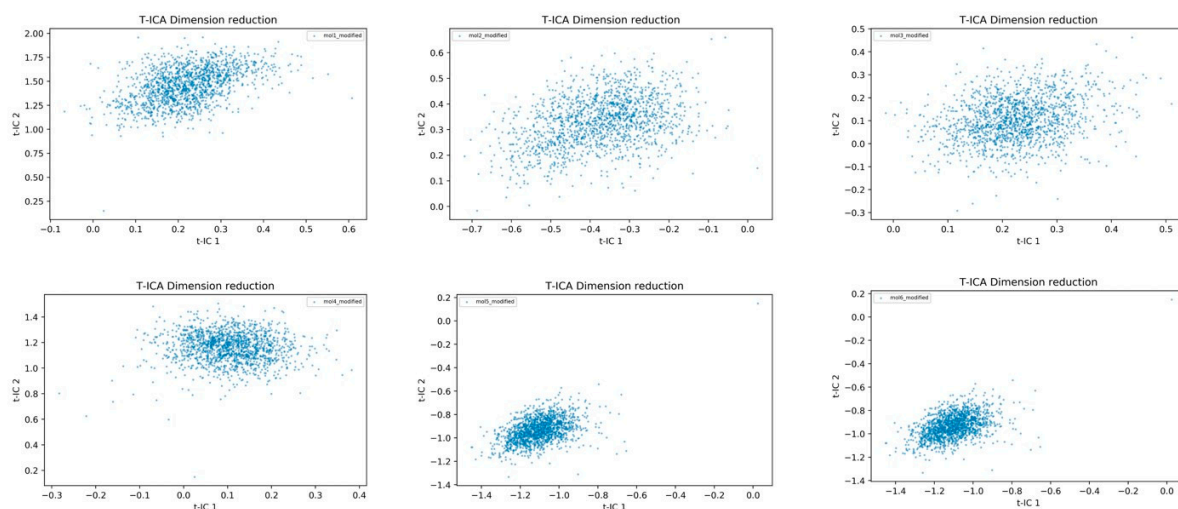 T-ICA Dimension reduction
mol1_modified
2.00
1.75
1.50
1.25
1.00
0.75
0.50
0.25
t-IC 2
−0.1 0.0 0.1 0.2 0.3 0.4 0.5 0.6
t-IC 1
T-ICA Dimension reduction
mol2_modified
0.6
0.5
0.4
0.3
0.2
0.1
0.0
t-IC 2
−0.7 −0.6 −0.5 −0.4 −0.3 −0.2 −0.1 0.0
t-IC 1
T-ICA Dimension reduction
mol3_modified
0.5
0.4
0.3
0.2
0.1
0.0
−0.1
−0.2
−0.3
t-IC 2
0.0 0.1 0.2 0.3 0.4 0.5
t-IC 1
T-ICA Dimension reduction
mol4_modified
1.4
1.2
1.0
0.8
0.6
0.4
0.2
t-IC 2
−0.3 −0.2 −0.1 0.0 0.1 0.2 0.3 0.4
t-IC 1
T-ICA Dimension reduction
mol5_modified
0.2
0.0
−0.2
−0.4
−0.6
−0.8
−1.0
−1.2
−1.4
t-IC 2
−1.4 −1.2 −1.0 −0.8 −0.6 −0.4 −0.2 0.0
t-IC 1
T-ICA Dimension reduction
mol6_modified
0.2
0.0
−0.2
−0.4
−0.6
−0.8
−1.0
−1.2
−1.4
t-IC 2
−1.4 −1.2 −1.0 −0.8 −0.6 −0.4 −0.2 0.0
t-IC 1